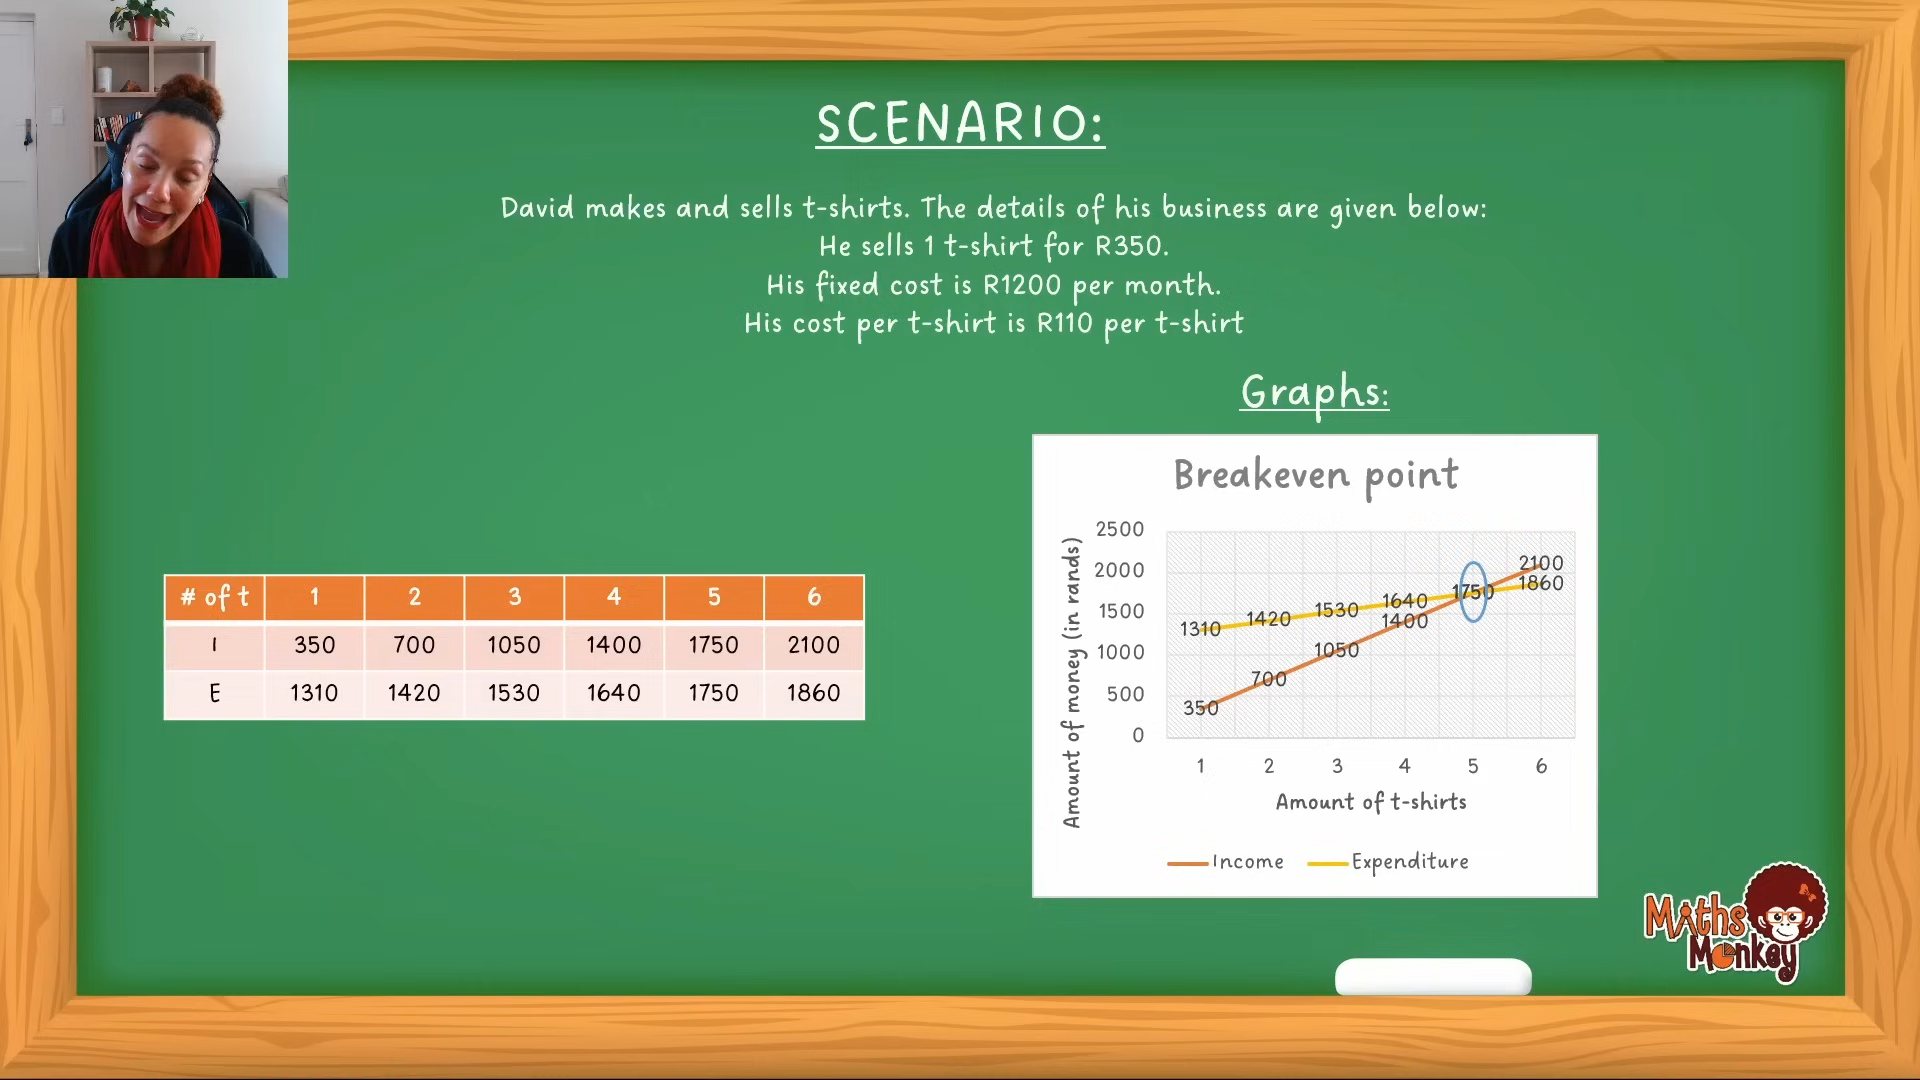 SCENARIO:
David makes and sells t-shirts. The details of his business are given below:
He sells 1 t-shirt for R350.
His fixed cost is R1200 per month.
His cost per t-shirt is R110 per t-shirt
# of t 1 2 3 4 5 6
I 350 700 1050 1400 1750 2100
E 1310 1420 1530 1640 1750 1860
Graphs:
Breakeven point
Amount of money (in rands)
2500
2000
1500
1000
500
0
2100
1860
1750
1640
1400
1530
1050
1420
700
1310
350
1 2 3 4 5 6
Amount of t-shirts
Income Expenditure
Maths
Monkey